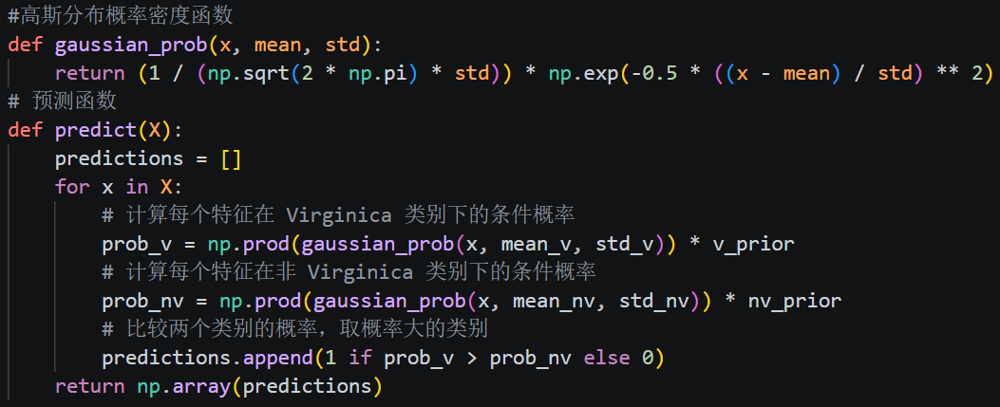 #高斯分布概率密度函数
def gaussian_prob(x, mean, std):
    return (1 / (np.sqrt(2 * np.pi) * std)) * np.exp(-0.5 * ((x - mean) / std) ** 2)
# 预测函数
def predict(X):
    predictions = []
    for x in X:
        # 计算每个特征在 Virginica 类别下的条件概率
        prob_v = np.prod(gaussian_prob(x, mean_v, std_v)) * v_prior
        # 计算每个特征在非 Virginica 类别下的条件概率
        prob_nv = np.prod(gaussian_prob(x, mean_nv, std_nv)) * nv_prior
        # 比较两个类别的概率，取概率大的类别
        predictions.append(1 if prob_v > prob_nv else 0)
    return np.array(predictions)